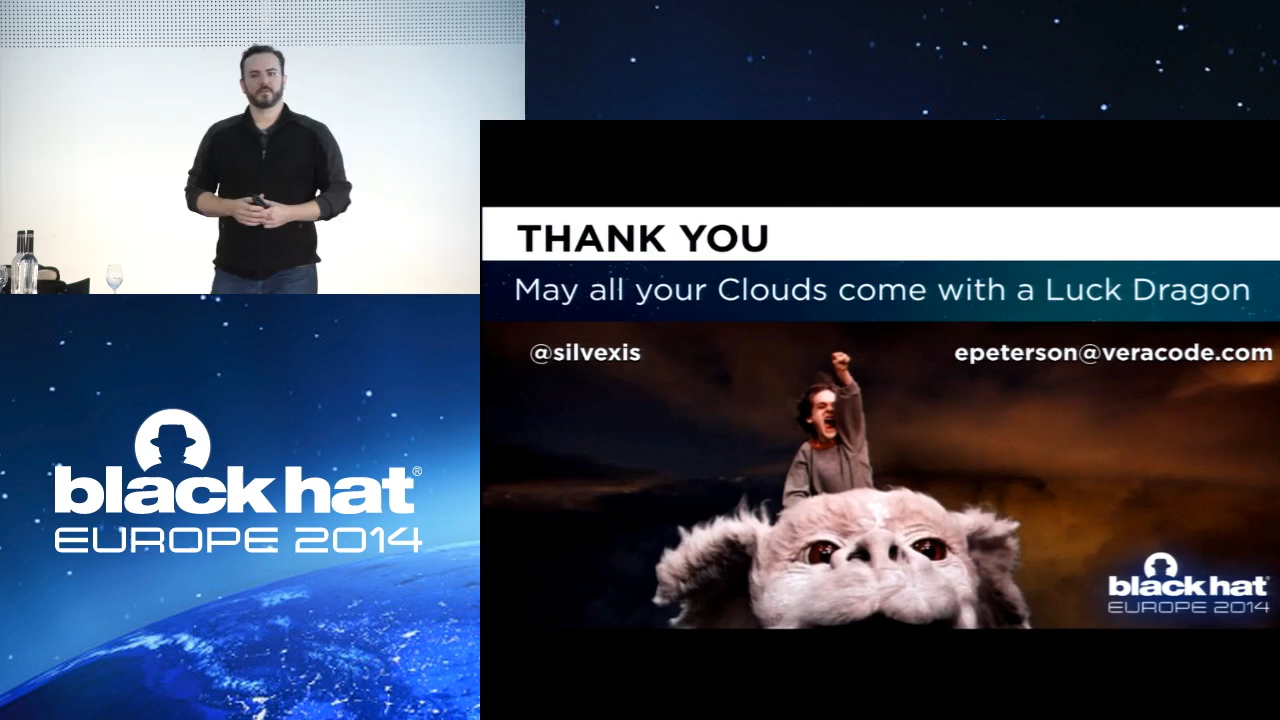 THANK YOU
May all your Clouds come with a Luck Dragon
@silvexis
epeterson@veracode.com
black hat®
EUROPE 2014
black hat®
EUROPE 2014